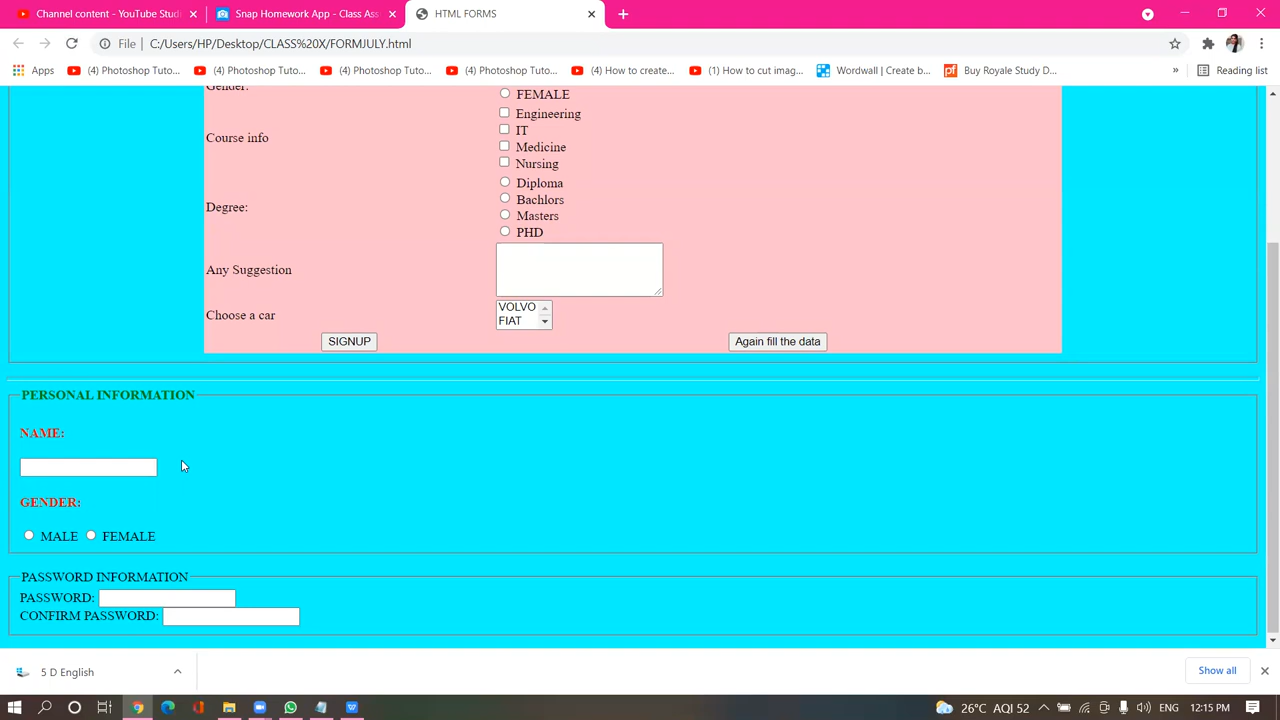 Channel content - YouTube Studi
Snap Homework App - Class Ass
HTML FORMS
File
C:/Users/HP/Desktop/CLASS%20X/FORMJULY.html
Apps
(4) Photoshop Tuto...
(4) Photoshop Tuto...
(4) Photoshop Tuto...
(4) How to create...
(1) How to cut imag...
Wordwall | Create b...
Buy Royale Study D...
»
Reading list
Gender:
FEMALE
Course info
Engineering
IT
Medicine
Nursing
Degree:
Diploma
Bachlors
Masters
PHD
Any Suggestion
Choose a car
VOLVO
FIAT
SIGNUP
Again fill the data
PERSONAL INFORMATION
NAME:
GENDER:
MALE
FEMALE
PASSWORD INFORMATION
PASSWORD:
CONFIRM PASSWORD:
5 D English
Show all
26°C AQI 52
ENG
12:15 PM